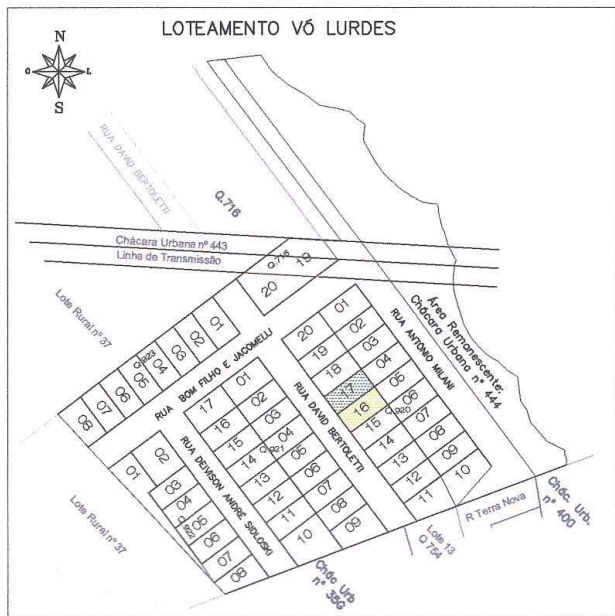 LOTEAMENTO VÓ LURDES
N
O
L
S
RUA DAVID BERTOLETTI
Q.716
Chácara Urbana nº 443
Linha de Transmissão
Q.716
19
20
Lote Rural nº 37
Área Remanescente:
Chácara Urbana nº 444
RUA ANTÔNIO MILANI
Q.923
01
02
03
04
05
06
07
08
RUA BOM FILHO E JACOMELLI
20
01
19
02
18
03
17
04
16
05
15
Q.920
06
14
07
13
08
12
09
11
10
RUA DAVID BERTOLETTI
17
01
16
02
15
03
14
Q.921
04
13
05
12
06
11
07
10
08
09
RUA DEIVISON ANDRÉ SIDLOSKI
01
02
03
04
Q.922
05
06
07
08
Lote Rural nº 37
Chác Urb
nº 35G
Lote 13
Q 754
R Terra Nova
Chác. Urb.
nº 400